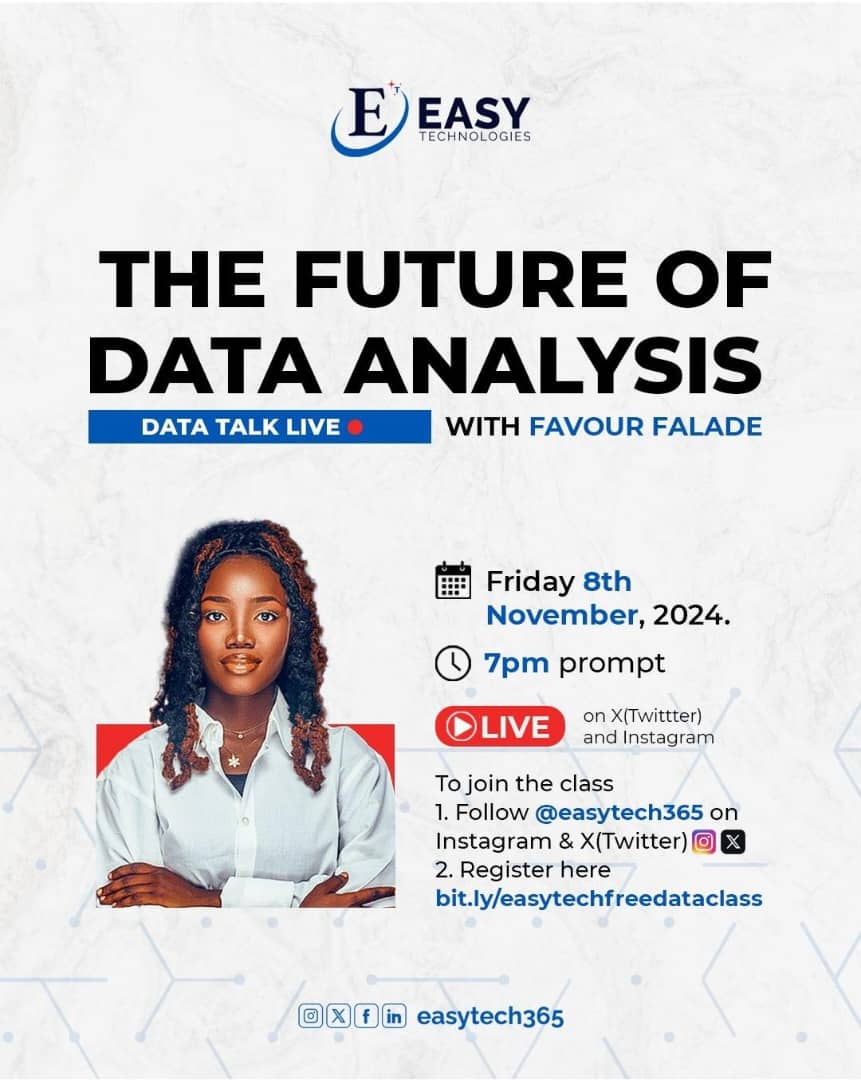 E
T
EASY
TECHNOLOGIES
THE FUTURE OF
DATA ANALYSIS
DATA TALK LIVE
WITH FAVOUR FALADE
Friday 8th
November, 2024.
7pm prompt
LIVE
on X(Twittter)
and Instagram
To join the class
1. Follow @easytech365 on
Instagram & X(Twitter)
2. Register here
bit.ly/easytechfreedataclass
easytech365